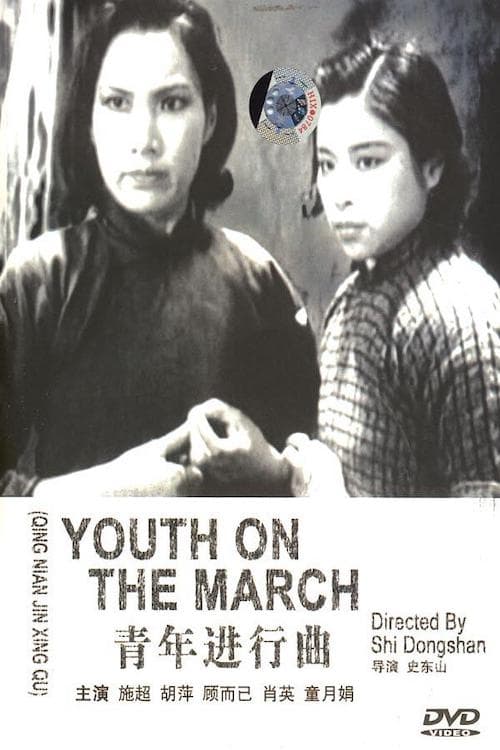 HIX●0784
(QING NIAN JIN XING QU)
YOUTH ON
THE MARCH
青年进行曲
Directed By
Shi Dongshan
导演 史东山
主演 施超 胡萍 顾而已 肖英 童月娟
DVD
VIDEO